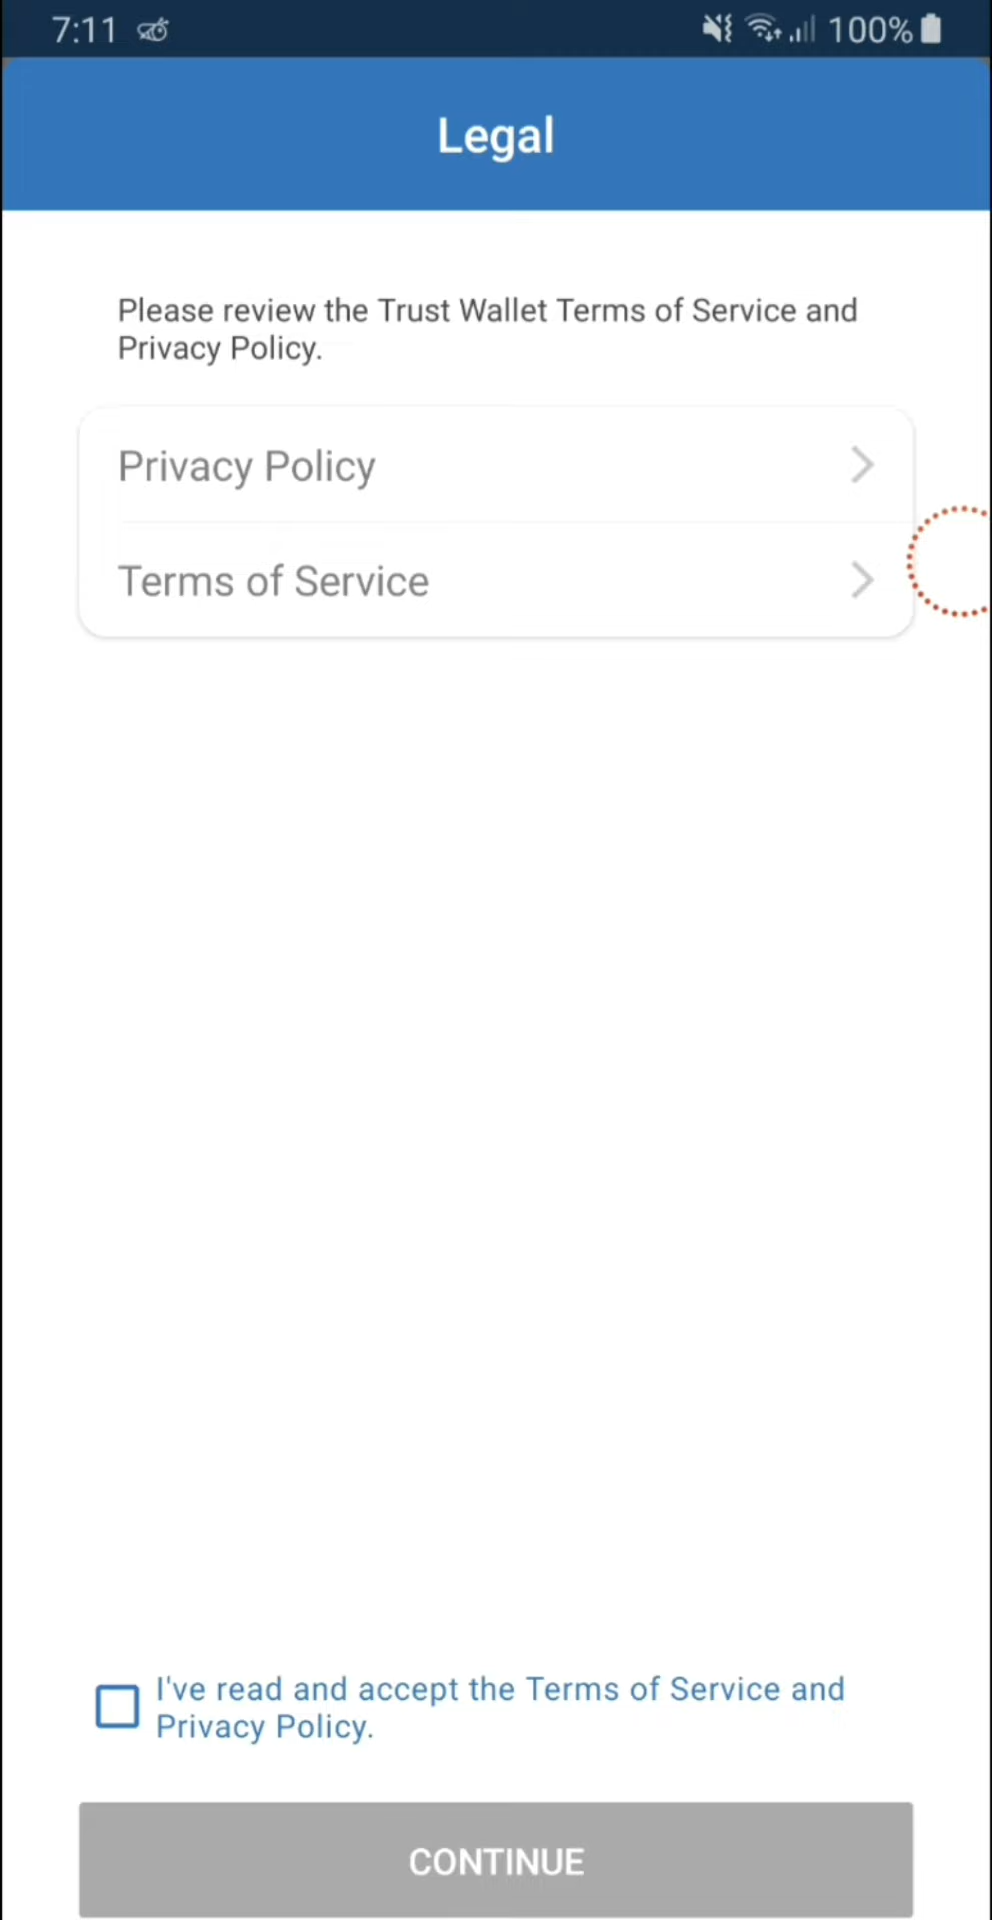 7:11 100%
Legal
Please review the Trust Wallet Terms of Service and
Privacy Policy.
Privacy Policy
Terms of Service
I've read and accept the Terms of Service and
Privacy Policy.
CONTINUE